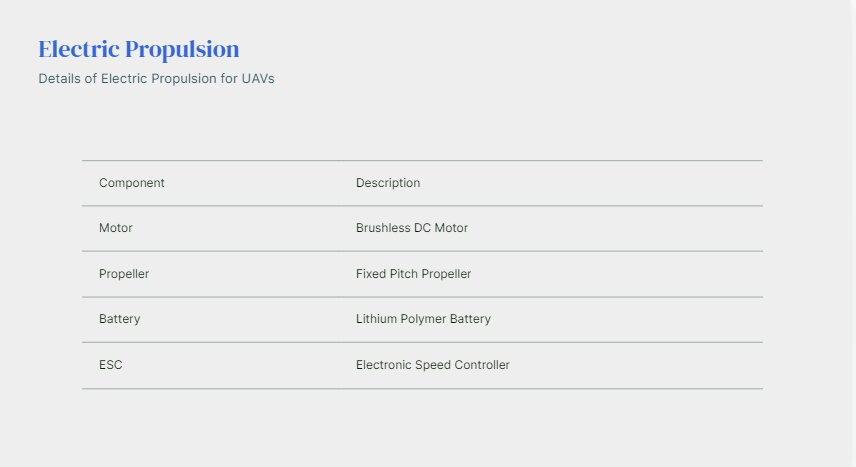 Electric Propulsion
Details of Electric Propulsion for UAVs
Component Description
Motor Brushless DC Motor
Propeller Fixed Pitch Propeller
Battery Lithium Polymer Battery
ESC Electronic Speed Controller